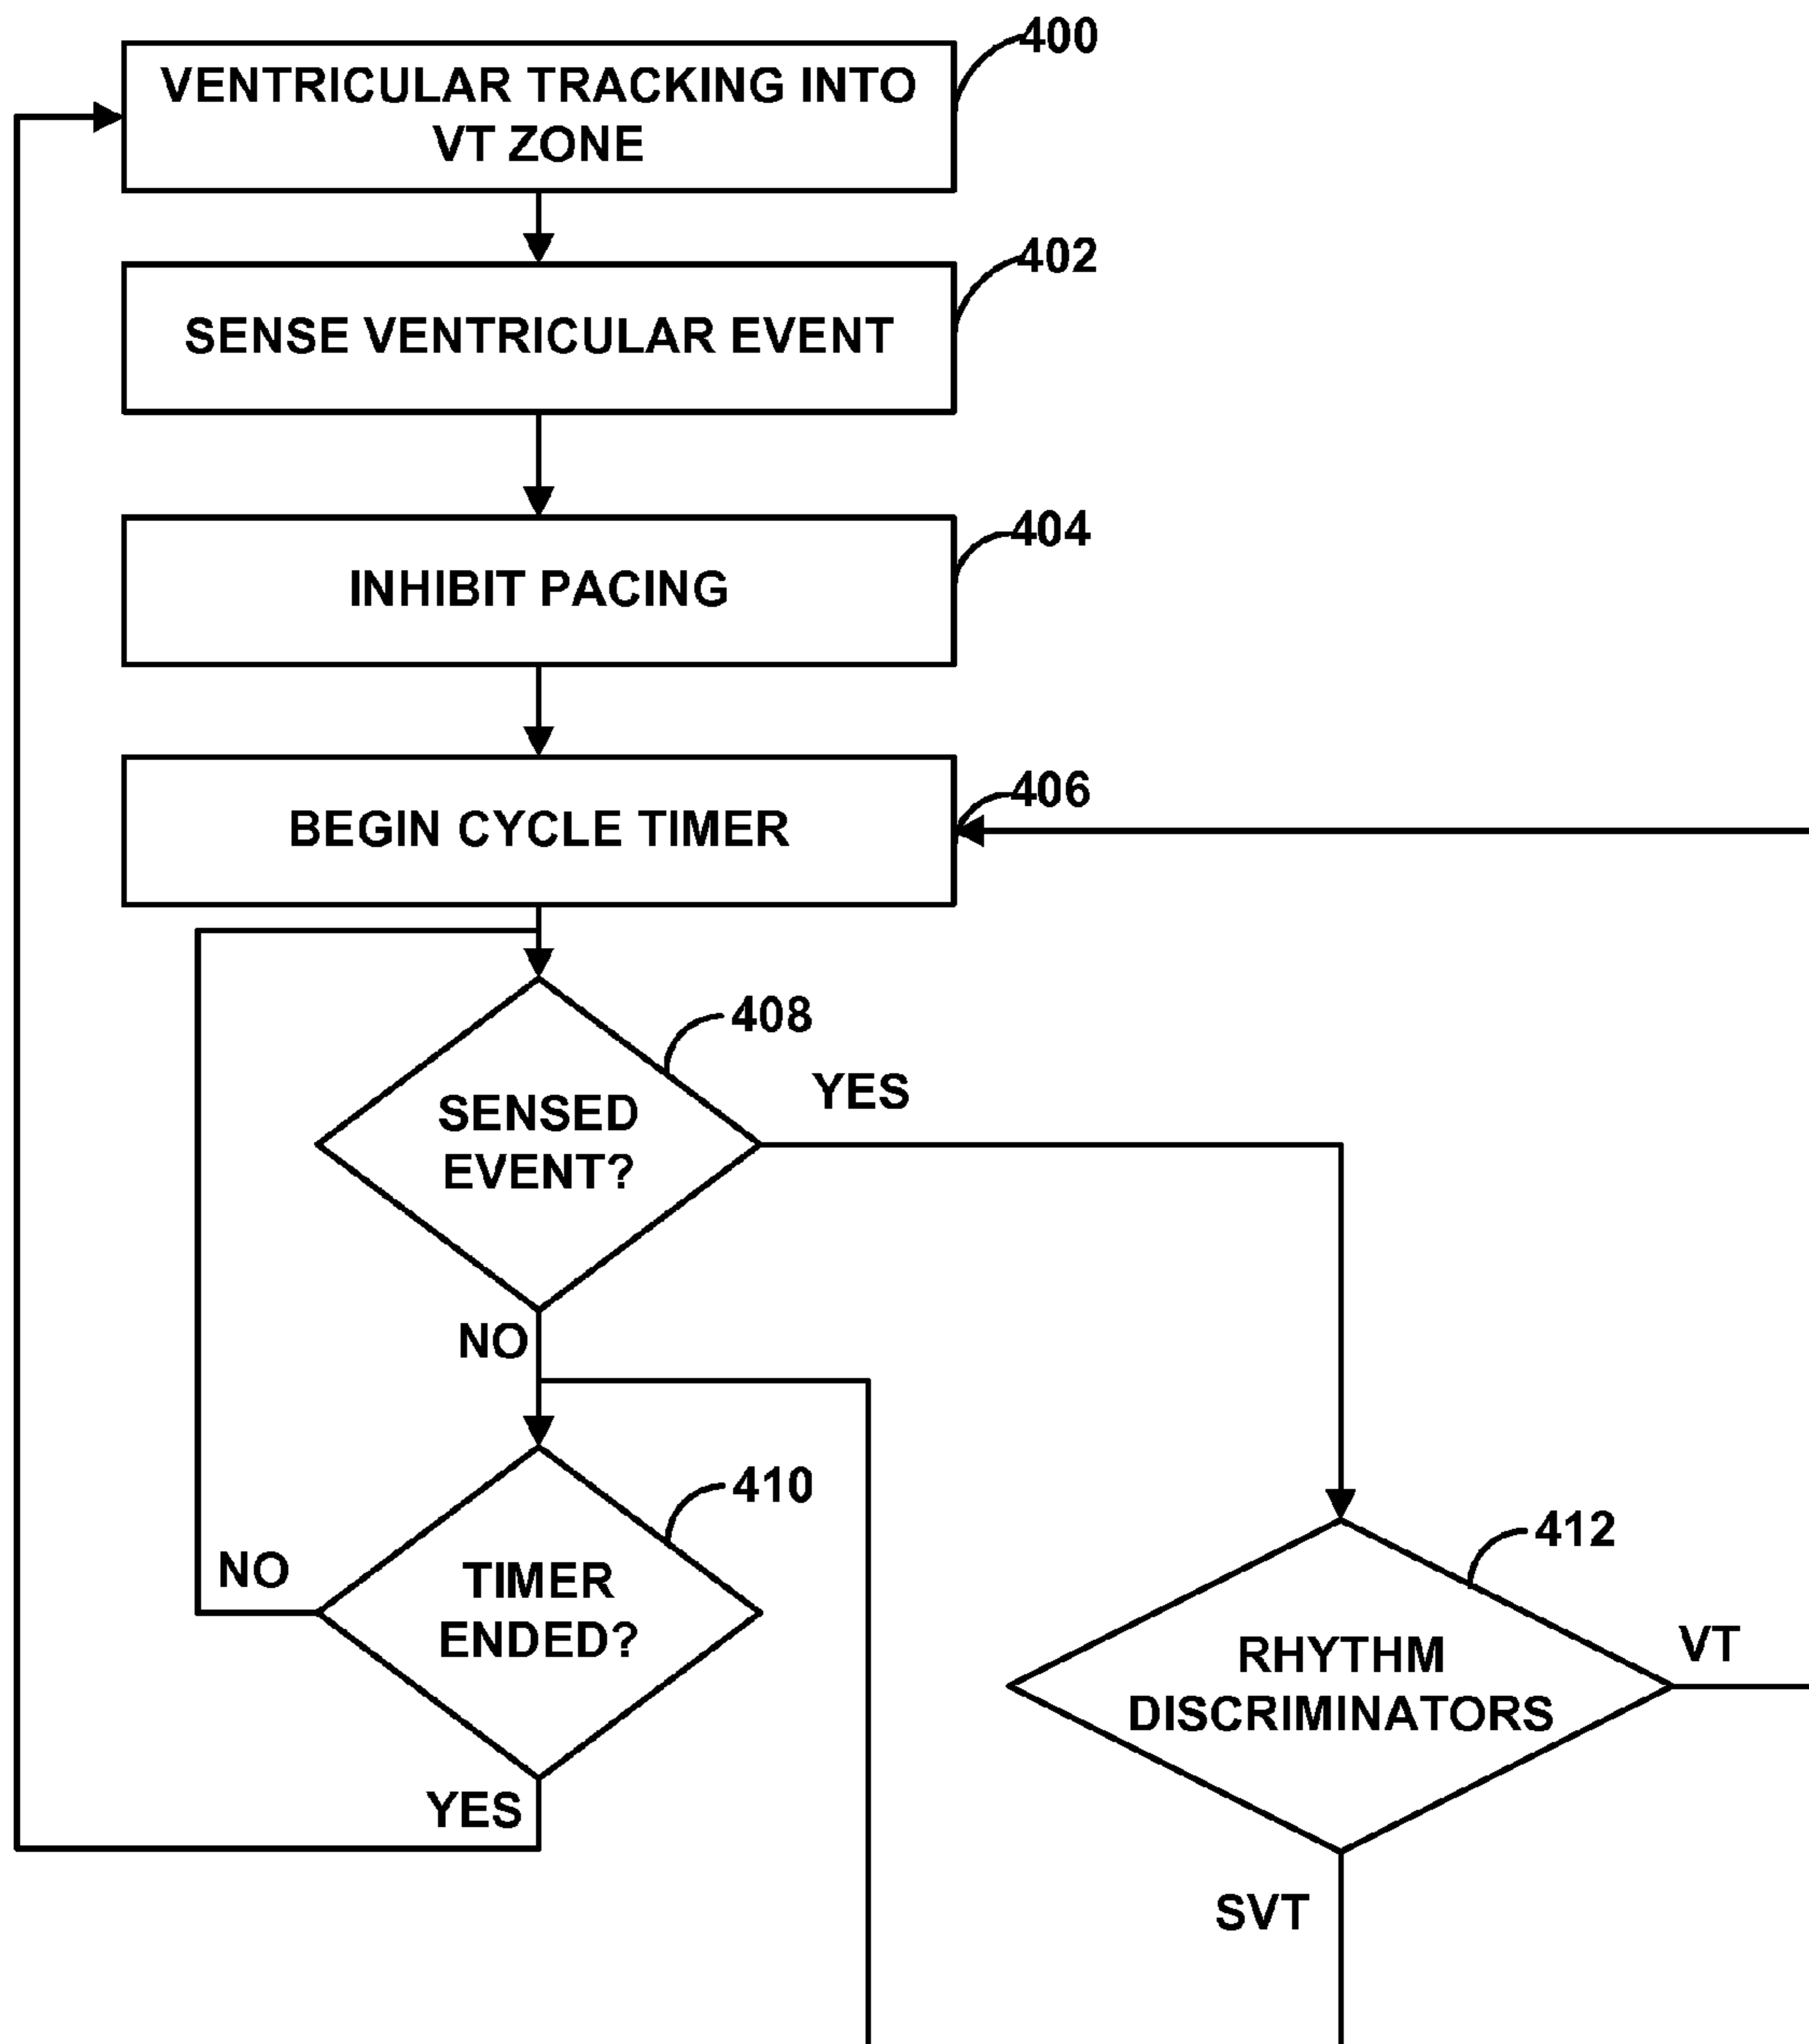 400
VENTRICULAR TRACKING INTO
VT ZONE
402
SENSE VENTRICULAR EVENT
404
INHIBIT PACING
406
BEGIN CYCLE TIMER
408
YES
SENSED
EVENT?
NO
410
412
NO
TIMER
ENDED?
VT
RHYTHM
DISCRIMINATORS
YES
SVT